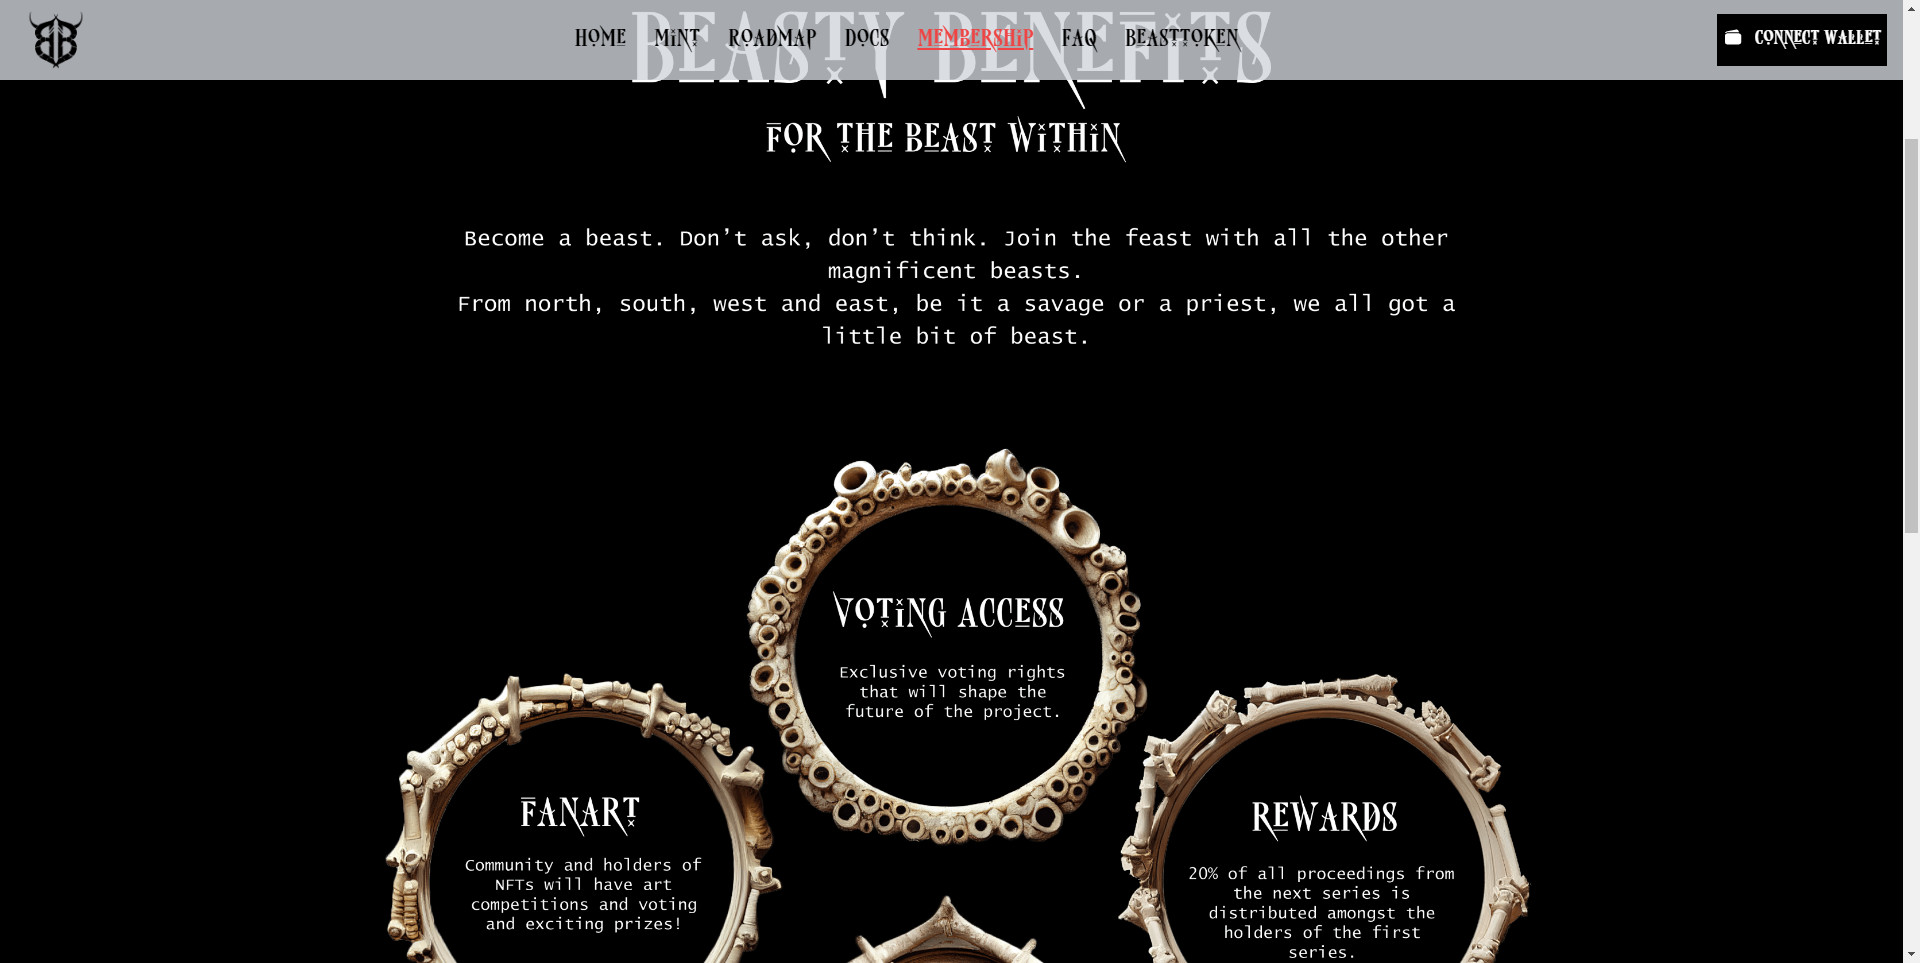 BEASTY BENEFITS
HOME MINT ROADMAP DOCS MEMBERSHIP FAQ BEASTTOKEN
CONNECT WALLET
FOR THE BEAST WITHIN
Become a beast. Don’t ask, don’t think. Join the feast with all the other
magnificent beasts.
From north, south, west and east, be it a savage or a priest, we all got a
little bit of beast.
VOTING ACCESS
Exclusive voting rights
that will shape the
future of the project.
FANART
Community and holders of
NFTs will have art
competitions and voting
and exciting prizes!
REWARDS
20% of all proceedings from
the next series is
distributed amongst the
holders of the first
series.